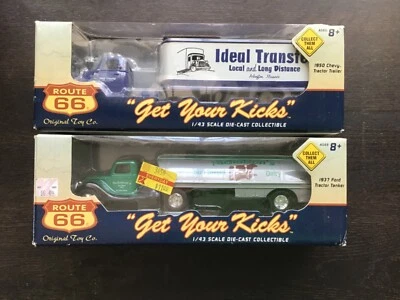 Ideal Transfe
Local and Long Distance
AGES 8+
COLLECT
THEM
ALL
1950 Chevy.
Tractor Trailer
ROUTE
66
Original Toy Co.
"Get Your Kicks"
1/43 SCALE DIE-CAST COLLECTIBLE
AGES 8+
COLLECT
THEM
ALL
1937 Ford
Tractor Tanker
ROUTE
66
Original Toy Co.
"Get Your Kicks"
1/43 SCALE DIE-CAST COLLECTIBLE